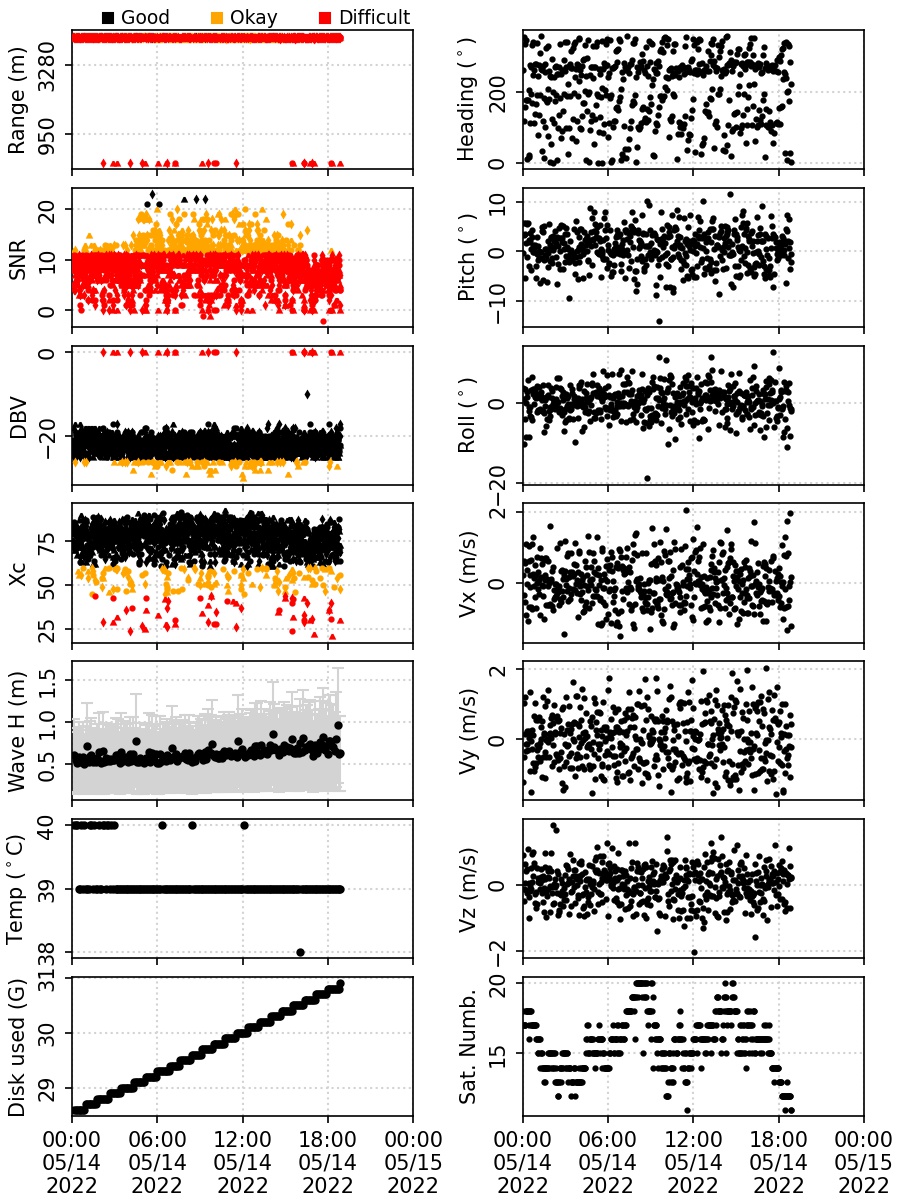 Good Okay Difficult
Range (m)
3280
950
Heading (°)
200
0
SNR
20
10
0
Pitch (°)
10
0
−10
DBV
0
−20
Roll (°)
0
−20
Xc
75
50
25
Vx (m/s)
2
0
Wave H (m)
1.5
1.0
0.5
Vy (m/s)
2
0
Temp (°C)
40
39
38
Vz (m/s)
0
−2
Disk used (G)
31
30
29
Sat. Numb.
20
15
00:00 06:00 12:00 18:00 00:00
05/14 05/14 05/14 05/14 05/15
2022 2022 2022 2022 2022
00:00 06:00 12:00 18:00 00:00
05/14 05/14 05/14 05/14 05/15
2022 2022 2022 2022 2022